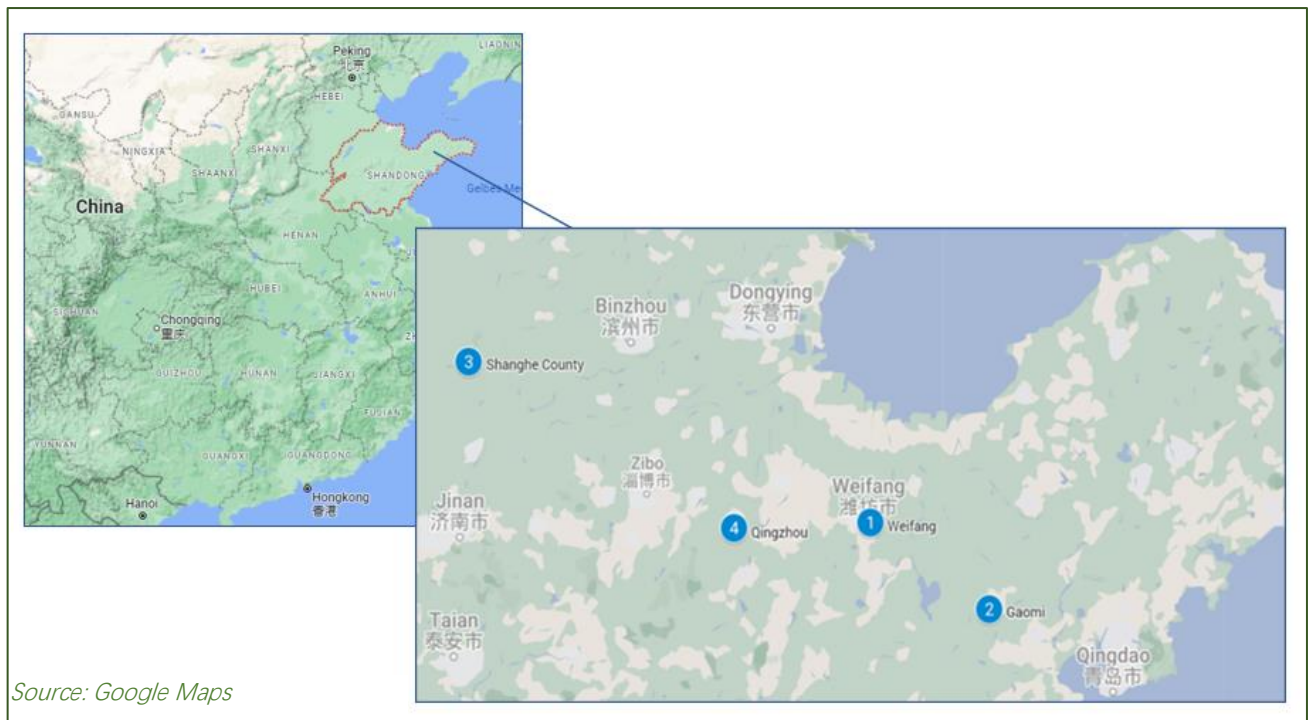 Peking
北京
LIAONIN
HEBEI
GANSU
NINGXIA
SHANXI
SHAANXI
SHANDONG
Gelbes Me
China
HENAN
HUBEI
ANHUI
SICHUAN
Chongqing
重庆
GUIZHOU
HUNAN
JIANGXI
FUJIAN
YUNNAN
GUANGXI
GUANGDONG
Hanoi
Hongkong
香港
Binzhou
滨州市
Dongying
东营市
3 Shanghe County
Zibo
淄博市
Jinan
济南市
Weifang
潍坊市
4 Qingzhou
1 Weifang
2 Gaomi
Taian
泰安市
Qingdao
青岛市
Source: Google Maps